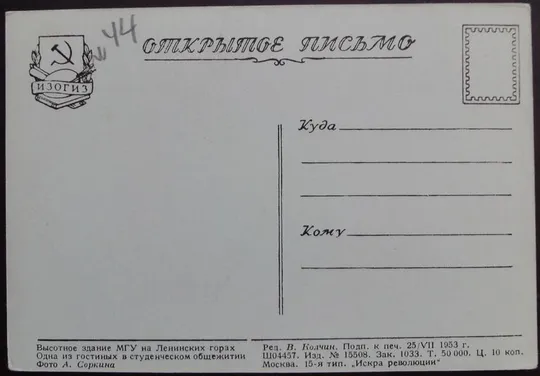 № 44
ОТКРЫТОЕ ПИСЬМО
ИЗОГИЗ
Куда
Кому
Высотное здание МГУ на Ленинских горах
Одна из гостиных в студенческом общежитии
Фото А. Соркина
Ред. В. Колчин. Подп. к печ. 25/VII 1953 г.
Ш04457. Изд. № 15508. Зак. 1033. Т. 50 000. Ц. 10 коп.
Москва. 15-я тип. „Искра революции"